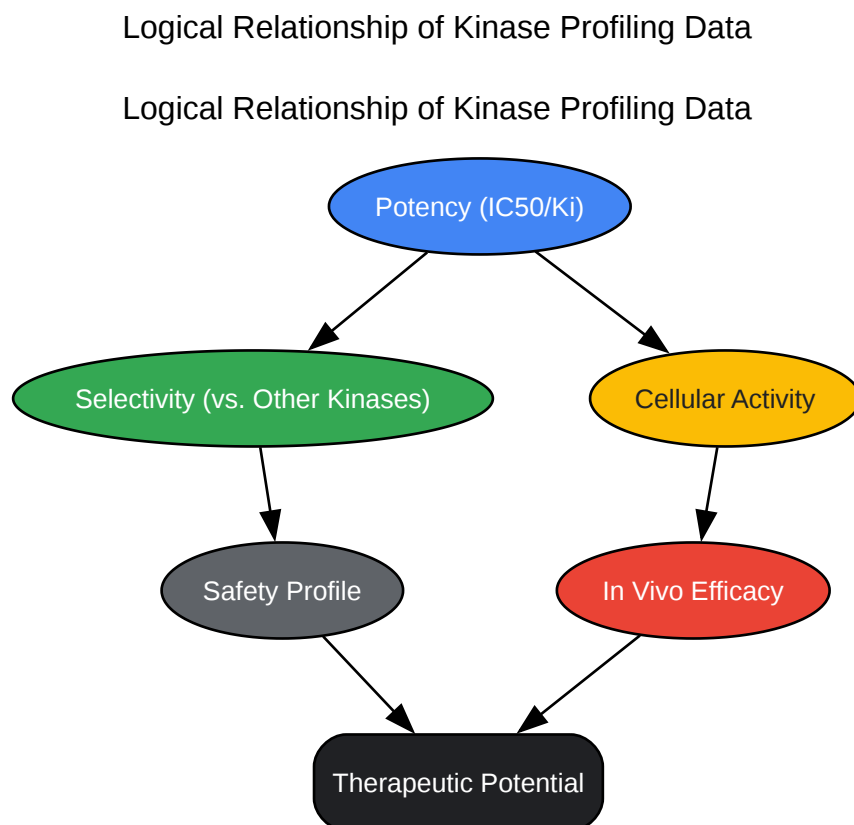 Logical Relationship of Kinase Profiling Data
Logical Relationship of Kinase Profiling Data
Potency (IC50/Ki)
Selectivity (vs. Other Kinases)
Cellular Activity
Safety Profile
In Vivo Efficacy
Therapeutic Potential